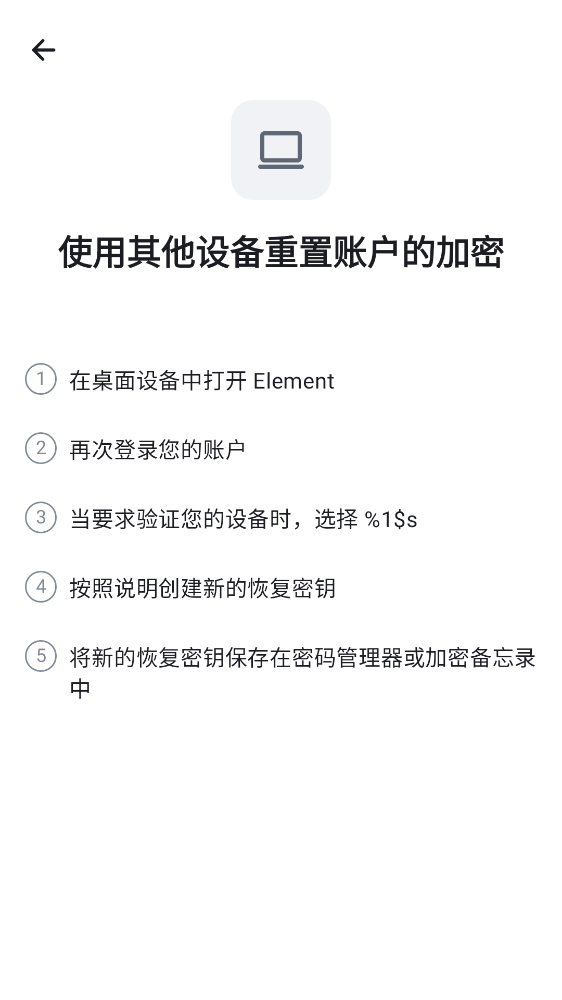 使用其他设备重置账户的加密
1 在桌面设备中打开 Element
2 再次登录您的账户
3 当要求验证您的设备时，选择 %1$s
4 按照说明创建新的恢复密钥
5 将新的恢复密钥保存在密码管理器或加密备忘录
中